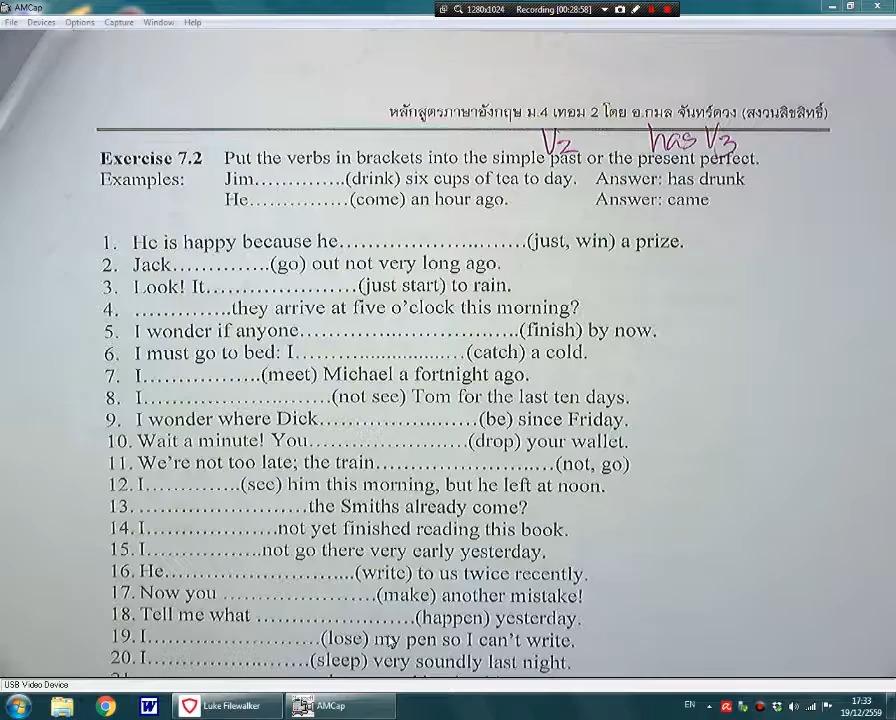 AMCap
1280x1024 Recording [00:28:58]
File Devices Options Capture Window Help
หลักสูตรภาษาอังกฤษ ม.4 เทอม 2 โดย อ.กมล จันทร์ดวง (สงวนลิขสิทธิ์)
V2 has V3
Exercise 7.2 Put the verbs in brackets into the simple past or the present perfect.
Examples: Jim.............(drink) six cups of tea to day. Answer: has drunk
He..............(come) an hour ago. Answer: came
1. He is happy because he...........................(just, win) a prize.
2. Jack..............(go) out not very long ago.
3. Look! It......................(just start) to rain.
4. ..............they arrive at five o'clock this morning?
5. I wonder if anyone................................(finish) by now.
6. I must go to bed: I.........................(catch) a cold.
7. I................(meet) Michael a fortnight ago.
8. I..........................(not see) Tom for the last ten days.
9. I wonder where Dick.......................(be) since Friday.
10. Wait a minute! You.......................(drop) your wallet.
11. We're not too late; the train..........................(not, go)
12. I..............(see) him this morning, but he left at noon.
13. .........................the Smiths already come?
14. I...................not yet finished reading this book.
15. I.................not go there very early yesterday.
16. He............................(write) to us twice recently.
17. Now you ......................(make) another mistake!
18. Tell me what .......................(happen) yesterday.
19. I.........................(lose) my pen so I can't write.
20. I........................(sleep) very soundly last night.
USB Video Device
Luke Filewalker AMCap EN 17:33
19/12/2559